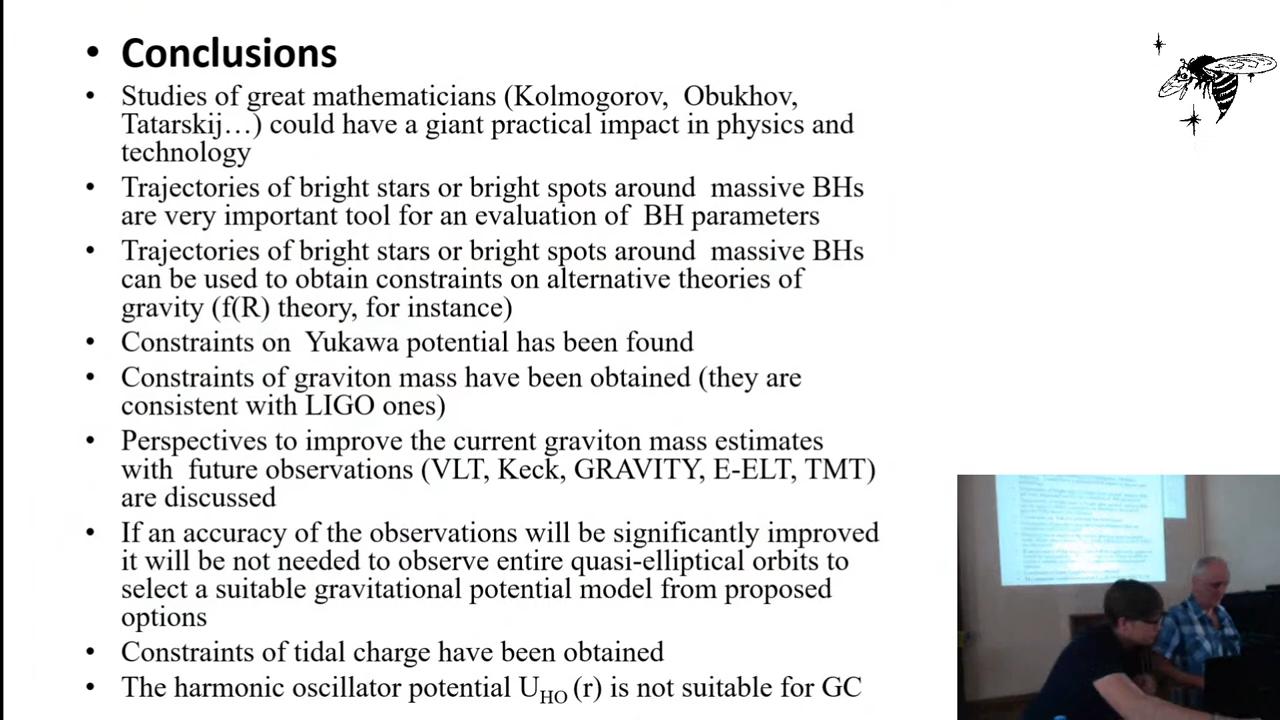 • Conclusions
• Studies of great mathematicians (Kolmogorov, Obukhov,
Tatarskij…) could have a giant practical impact in physics and
technology
• Trajectories of bright stars or bright spots around massive BHs
are very important tool for an evaluation of BH parameters
• Trajectories of bright stars or bright spots around massive BHs
can be used to obtain constraints on alternative theories of
gravity (f(R) theory, for instance)
• Constraints on Yukawa potential has been found
• Constraints of graviton mass have been obtained (they are
consistent with LIGO ones)
• Perspectives to improve the current graviton mass estimates
with future observations (VLT, Keck, GRAVITY, E-ELT, TMT)
are discussed
• If an accuracy of the observations will be significantly improved
it will be not needed to observe entire quasi-elliptical orbits to
select a suitable gravitational potential model from proposed
options
• Constraints of tidal charge have been obtained
• The harmonic oscillator potential U_HO (r) is not suitable for GC